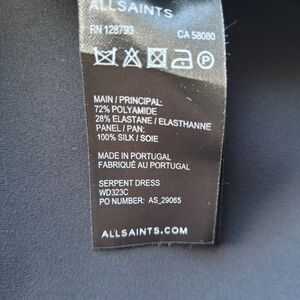 ALLSAINTS
RN 128793 CA 58080
MAIN / PRINCIPAL:
72% POLYAMIDE
28% ELASTANE / ELASTHANNE
PANEL / PAN:
100% SILK / SOIE
MADE IN PORTUGAL
FABRIQUÉ AU PORTUGAL
SERPENT DRESS
WD323C
PO NUMBER: AS_29065
ALLSAINTS.COM